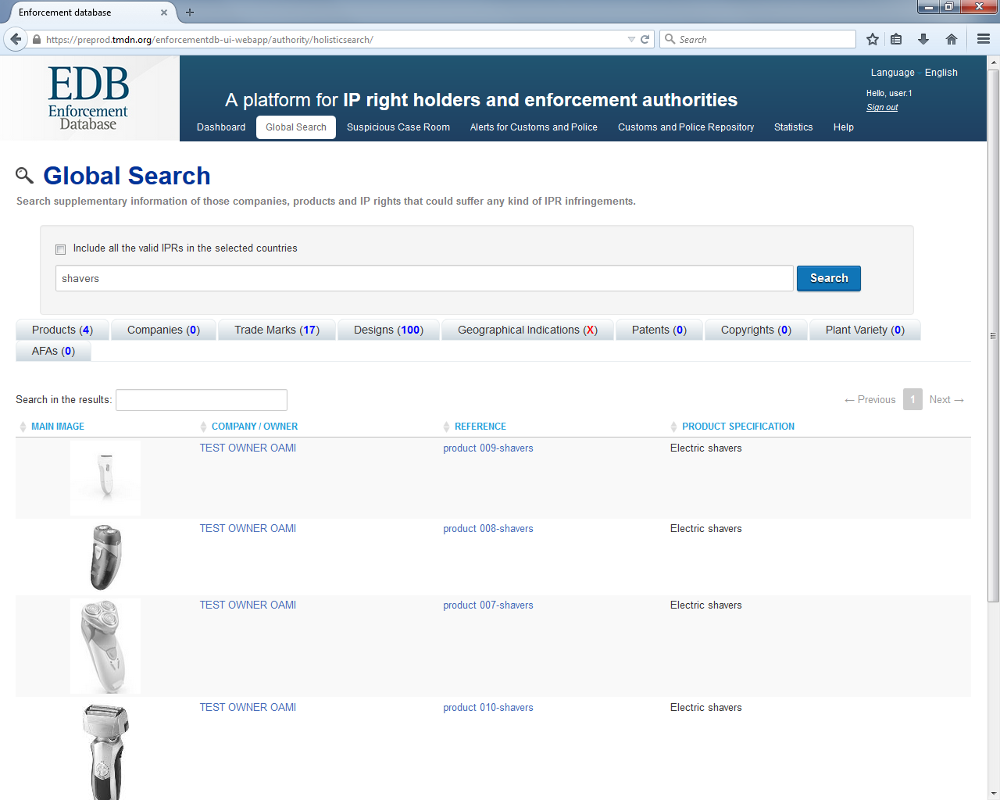 Enforcement database
https://preprod.tmdn.org/enforcementdb-ui-webapp/authority/holisticsearch/
Search
EDB
Enforcement
Database
Language English
A platform for IP right holders and enforcement authorities
Hello, user.1
Sign out
Dashboard Global Search Suspicious Case Room Alerts for Customs and Police Customs and Police Repository Statistics Help
Global Search
Search supplementary information of those companies, products and IP rights that could suffer any kind of IPR infringements.
Include all the valid IPRs in the selected countries
shavers Search
Products (4) Companies (0) Trade Marks (17) Designs (100) Geographical Indications (X) Patents (0) Copyrights (0) Plant Variety (0)
AFAs (0)
Search in the results: ← Previous 1 Next →
MAIN IMAGE COMPANY / OWNER REFERENCE PRODUCT SPECIFICATION
TEST OWNER OAMI product 009-shavers Electric shavers
TEST OWNER OAMI product 008-shavers Electric shavers
TEST OWNER OAMI product 007-shavers Electric shavers
TEST OWNER OAMI product 010-shavers Electric shavers